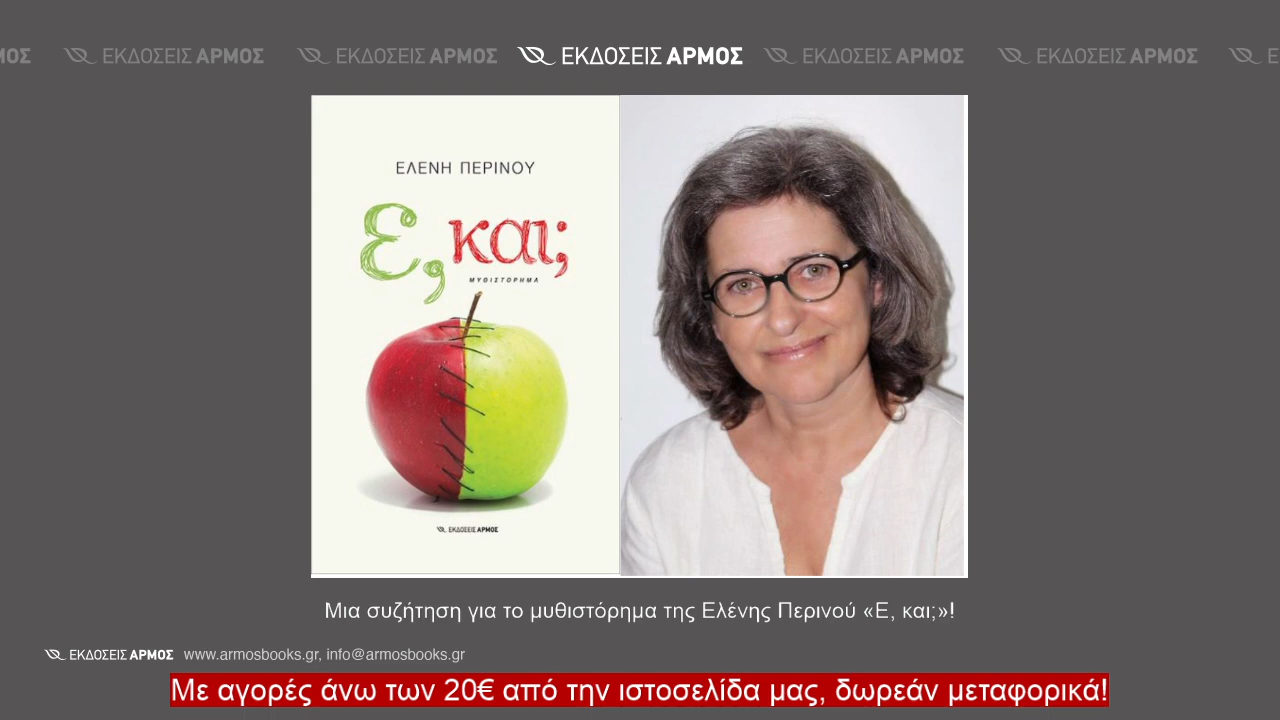 ΜΟΣ ΕΚΔΟΣΕΙΣ ΑΡΜΟΣ ΕΚΔΟΣΕΙΣ ΑΡΜΟΣ ΕΚΔΟΣΕΙΣ ΑΡΜΟΣ ΕΚΔΟΣΕΙΣ ΑΡΜΟΣ ΕΚΔΟΣΕΙΣ ΑΡΜΟΣ ΕΚ
ΕΛΕΝΗ ΠΕΡΙΝΟΥ
Ε, και;
ΜΥΘΙΣΤΟΡΗΜΑ
ΕΚΔΟΣΕΙΣ ΑΡΜΟΣ
Μια συζήτηση για το μυθιστόρημα της Ελένης Περινού «Ε, και;»!
ΕΚΔΟΣΕΙΣ ΑΡΜΟΣ www.armosbooks.gr, info@armosbooks.gr
Με αγορές άνω των 20€ από την ιστοσελίδα μας, δωρεάν μεταφορικά!